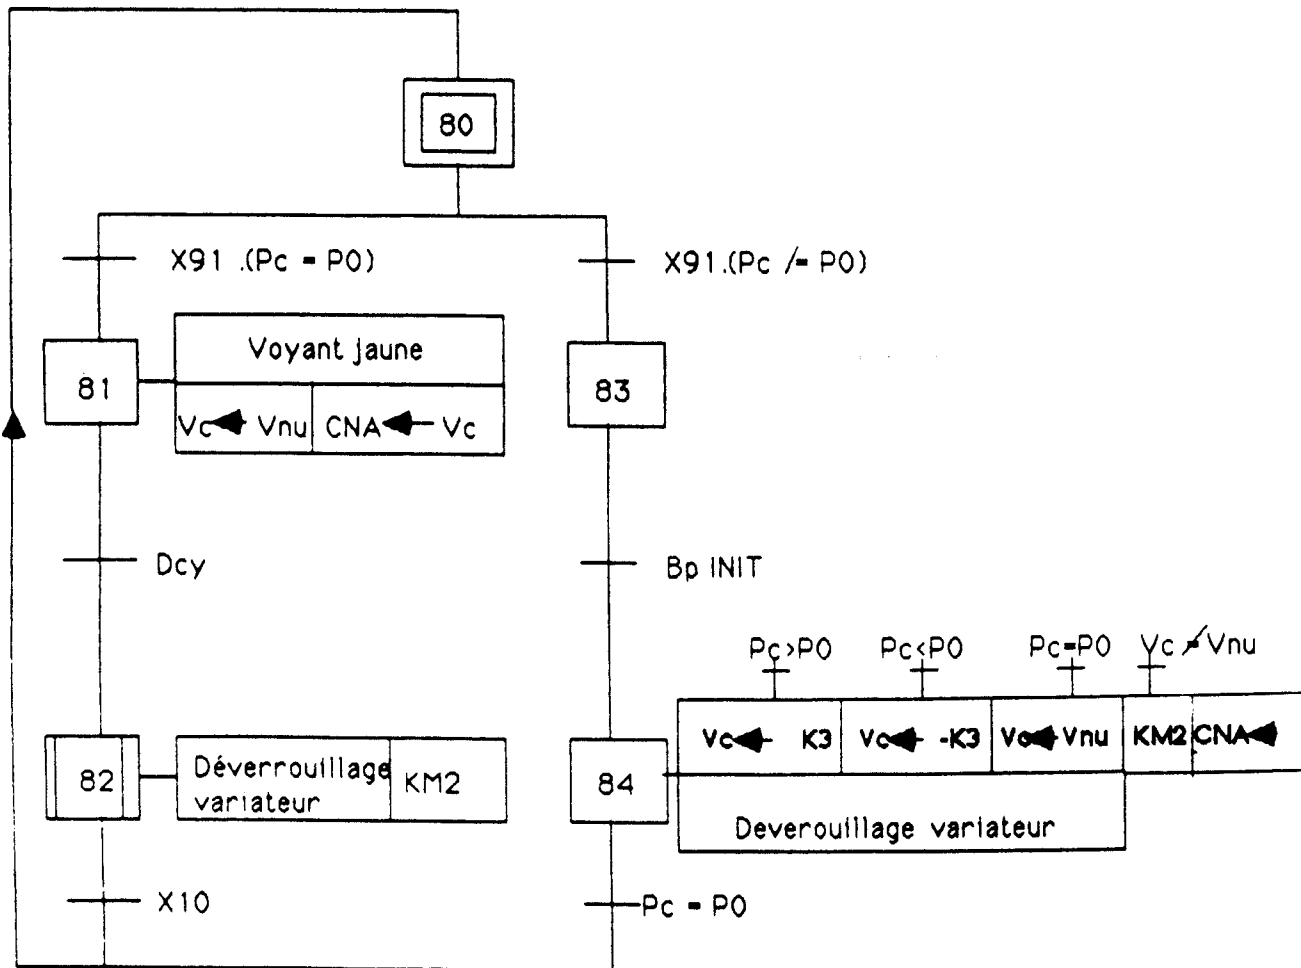 80
X91 .(Pc = P0)
X91.(Pc /= P0)
Voyant jaune
81
83
Vc Vnu CNA Vc
Dcy
Bp INIT
Pc>P0 Pc<P0 Pc=P0 Vc ≠ Vnu
Vc K3 Vc -K3 Vc Vnu KM2 CNA
82
Déverrouillage
variateur
KM2
84
Deverouillage variateur
X10
Pc = P0